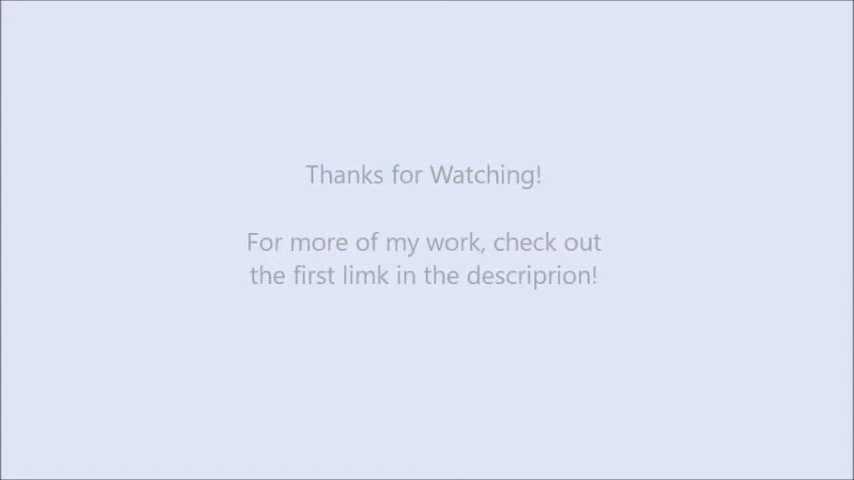 Thanks for Watching!
For more of my work, check out
the first limk in the descriprion!